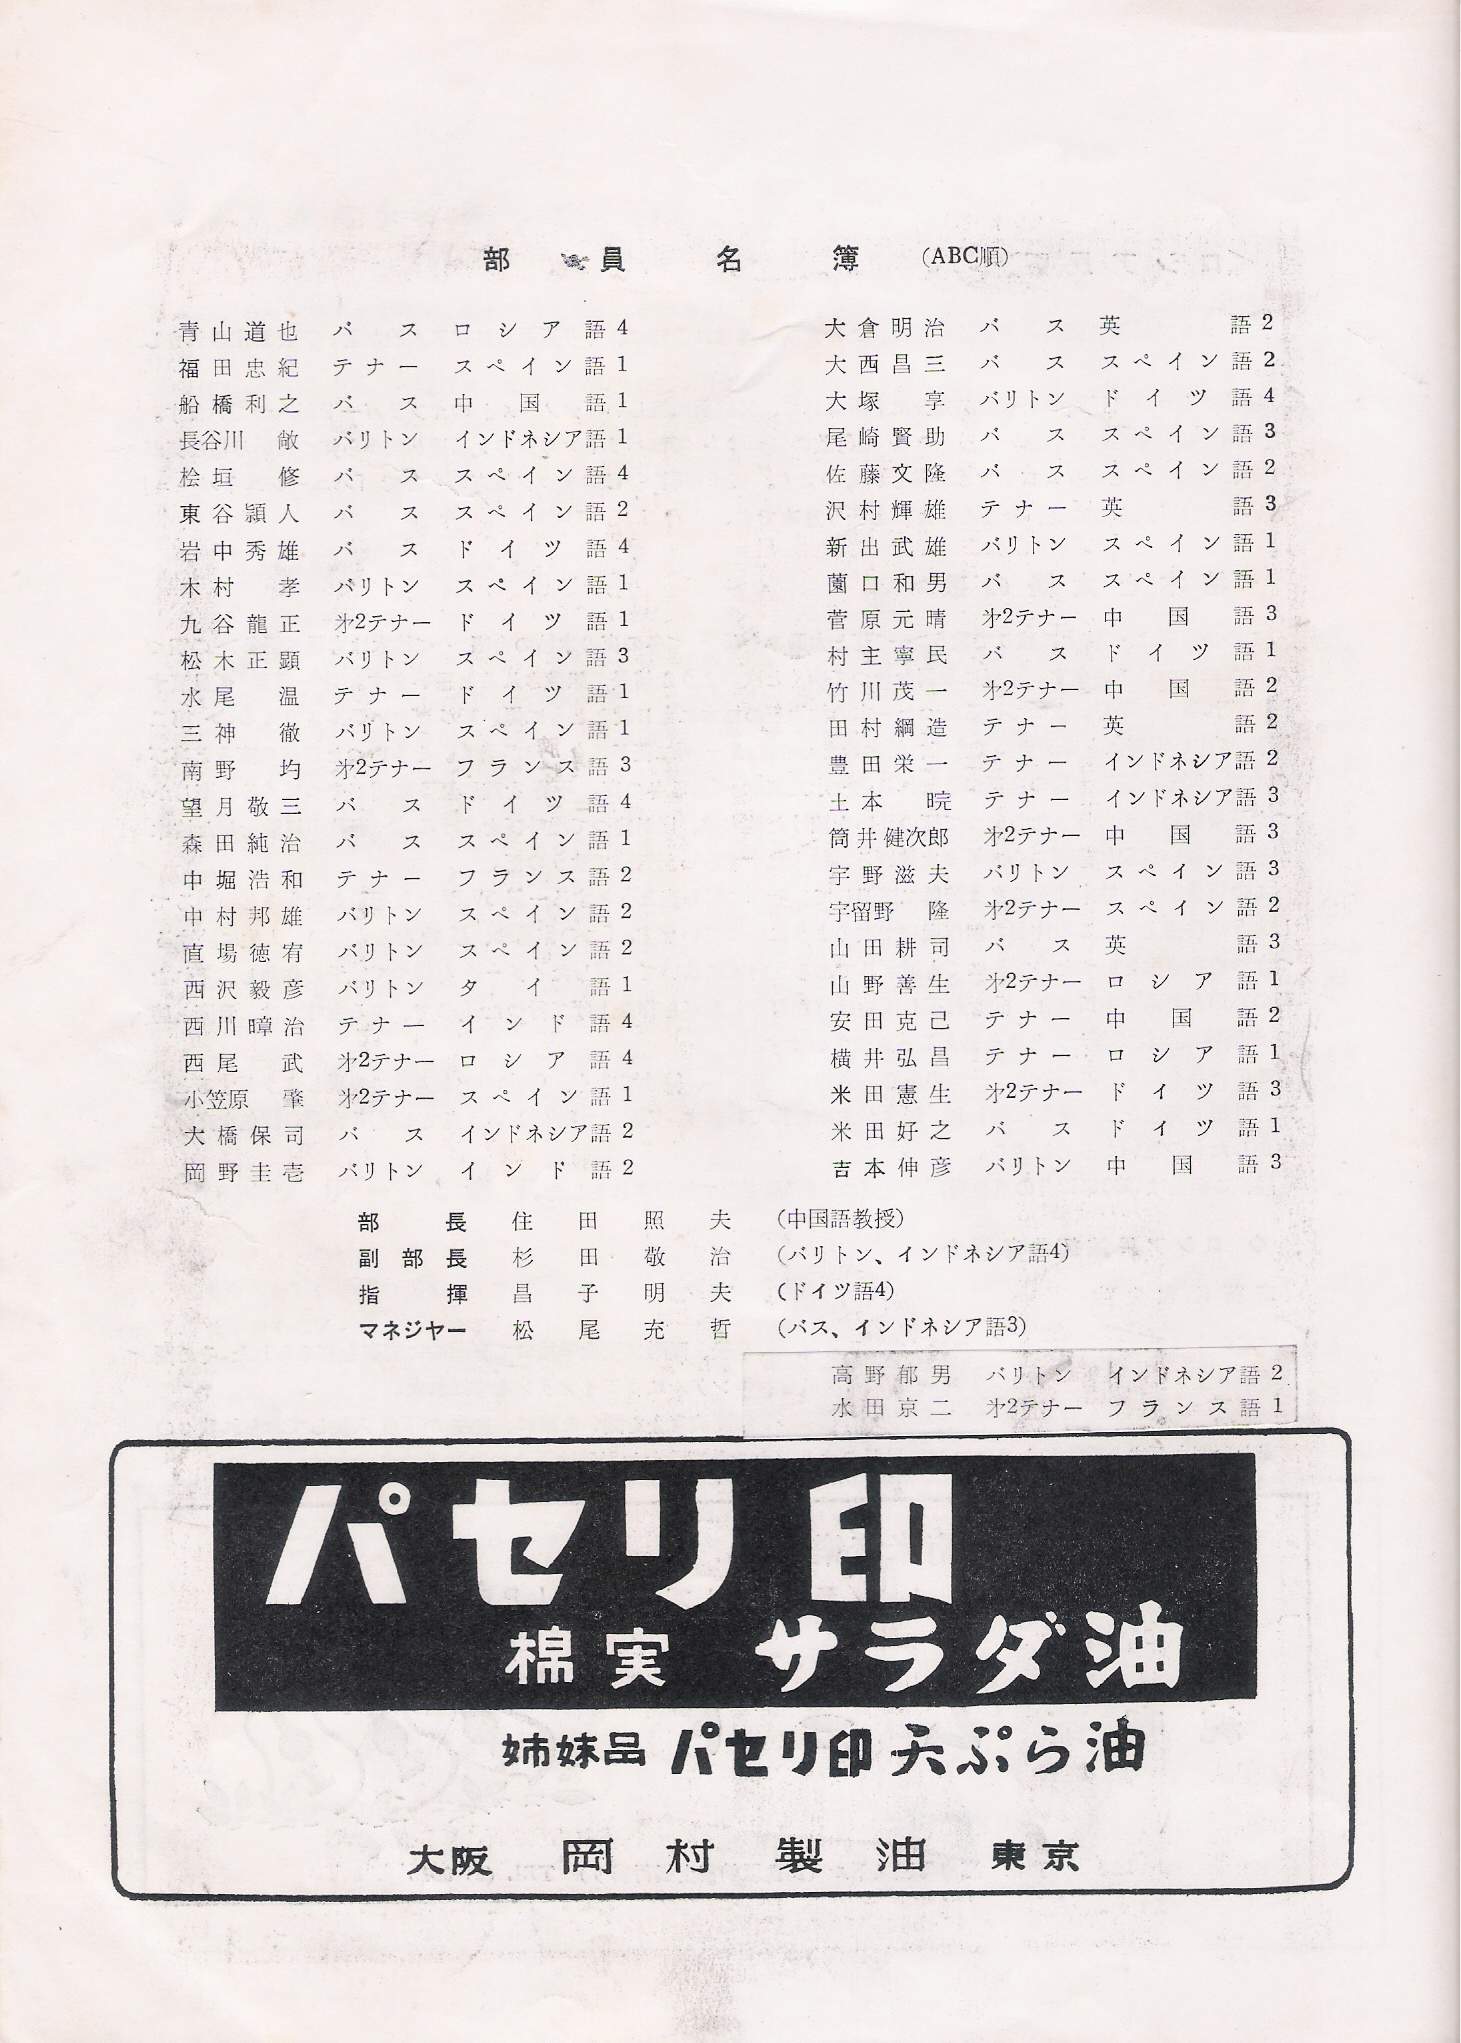 部員名簿 (ABC順)
青山道也 バス ロシア語4
福田忠紀 テナー スペイン語1
船橋利之 バス 中国語1
長谷川敞 バリトン インドネシア語1
桧垣修 バス スペイン語4
東谷頴人 バス スペイン語2
岩中秀雄 バス ドイツ語4
木村孝 バリトン スペイン語1
九谷龍正 㐧2テナー ドイツ語1
松木正顕 バリトン スペイン語3
水尾温 テナー ドイツ語1
三神徹 バリトン スペイン語1
南野均 㐧2テナー フランス語3
望月敬三 バス ドイツ語4
森田純治 バス スペイン語1
中堀浩和 テナー フランス語2
中村邦雄 バリトン スペイン語2
直場徳宥 バリトン スペイン語2
西沢毅彦 バリトン タイ語1
西川暲治 テナー インド語4
西尾武 㐧2テナー ロシア語4
小笠原肇 㐧2テナー スペイン語1
大橋保司 バス インドネシア語2
岡野圭壱 バリトン インド語2
大倉明治 バス 英語2
大西昌三 バス スペイン語2
大塚享 バリトン ドイツ語4
尾崎賢助 バス スペイン語3
佐藤文隆 バス スペイン語2
沢村輝雄 テナー 英語3
新出武雄 バリトン スペイン語1
薗口和男 バス スペイン語1
菅原元晴 㐧2テナー 中国語3
村主寧民 バス ドイツ語1
竹川茂一 㐧2テナー 中国語2
田村綱造 テナー 英語2
豊田栄一 テナー インドネシア語2
土本晥 テナー インドネシア語3
筒井健次郎 㐧2テナー 中国語3
宇野滋夫 バリトン スペイン語3
宇留野隆 㐧2テナー スペイン語2
山田耕司 バス 英語3
山野善生 㐧2テナー ロシア語1
安田克己 テナー 中国語2
横井弘昌 テナー ロシア語1
米田憲生 㐧2テナー ドイツ語3
米田好之 バス ドイツ語1
吉本伸彦 バリトン 中国語3
部長 住田照夫 (中国語教授)
副部長 杉田敬治 (バリトン、インドネシア語4)
指揮 昌子明夫 (ドイツ語4)
マネジャー 松尾充哲 (バス、インドネシア語3)
高野郁男 バリトン インドネシア語2
水田京二 㐧2テナー フランス語1
パセリ印
棉実 サラダ油
姉妹品 パセリ印 天ぷら油
大阪 岡村製油 東京